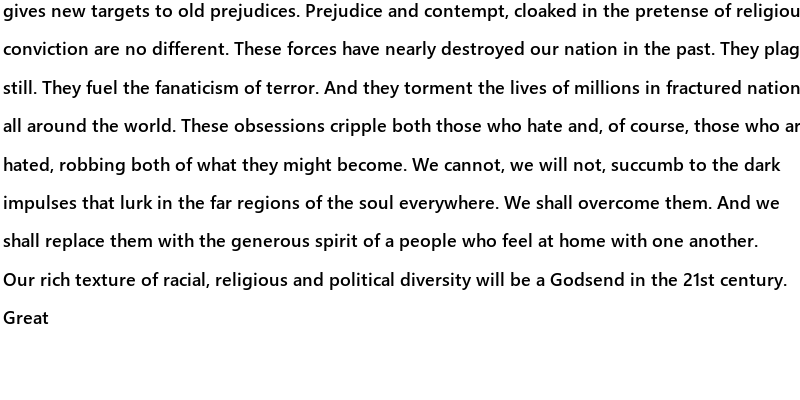 gives new targets to old prejudices. Prejudice and contempt, cloaked in the pretense of religiou
conviction are no different. These forces have nearly destroyed our nation in the past. They plag
still. They fuel the fanaticism of terror. And they torment the lives of millions in fractured nation
all around the world. These obsessions cripple both those who hate and, of course, those who ar
hated, robbing both of what they might become. We cannot, we will not, succumb to the dark
impulses that lurk in the far regions of the soul everywhere. We shall overcome them. And we
shall replace them with the generous spirit of a people who feel at home with one another.
Our rich texture of racial, religious and political diversity will be a Godsend in the 21st century.
Great